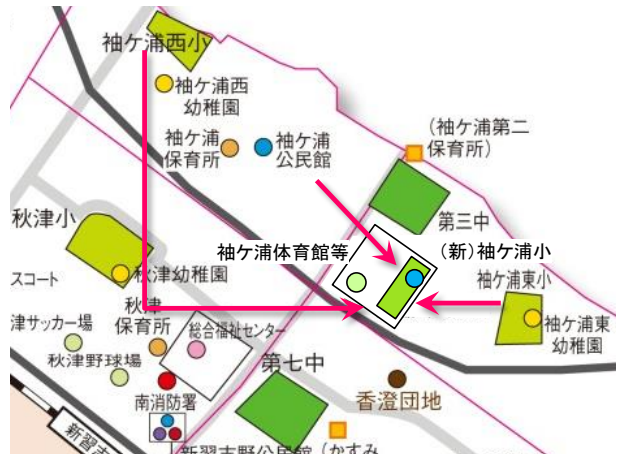 袖ケ浦西小
袖ケ浦西
幼稚園
袖ケ浦
保育所
袖ケ浦
公民館
(袖ケ浦第二
保育所)
第三中
秋津小
袖ケ浦体育館等
(新)袖ケ浦小
袖ケ浦東小
スコート
秋津幼稚園
秋津
保育所
総合福祉センター
津サッカー場
袖ケ浦東
幼稚園
秋津野球場
第七中
南消防署
香澄団地
新習志野公民館
(かすみ
新習志